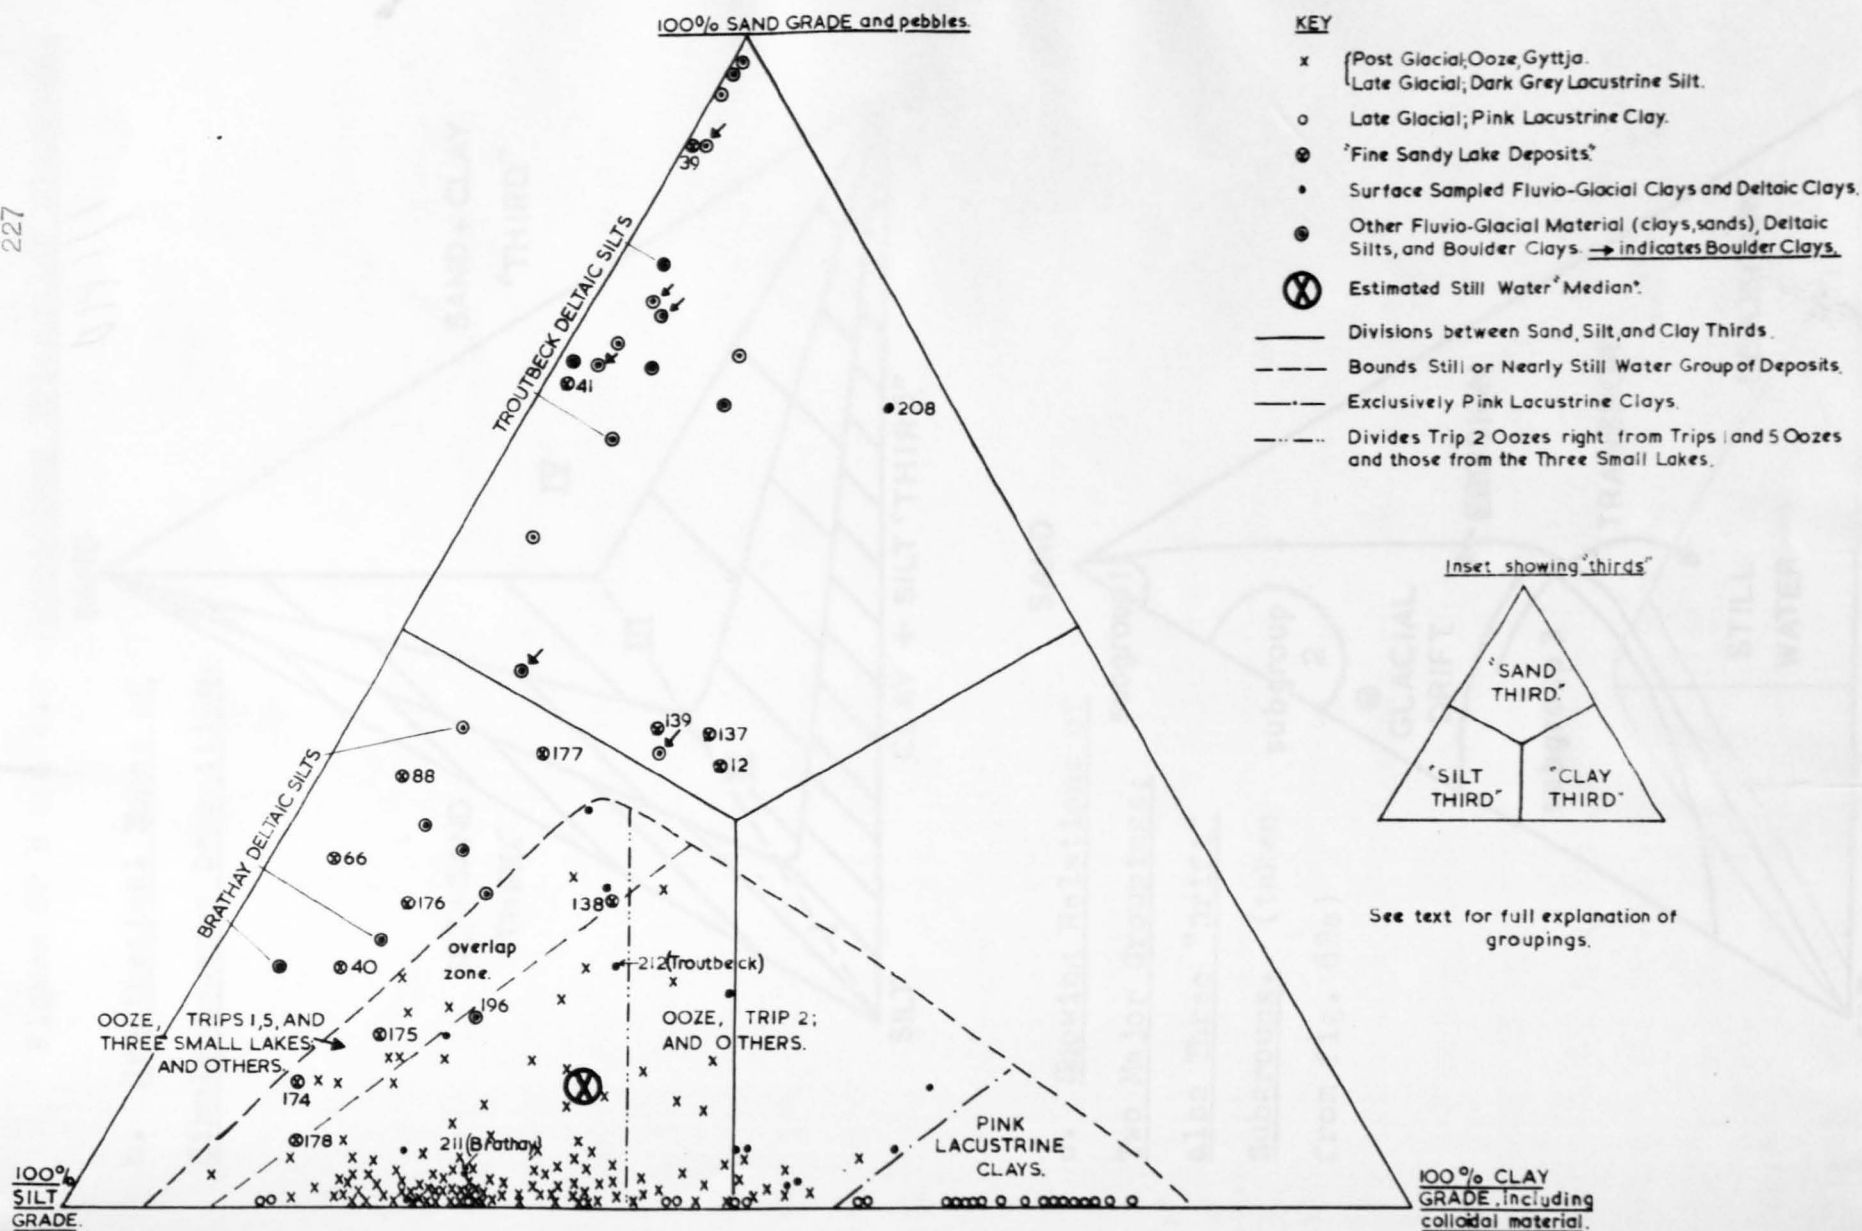 227
100% SAND GRADE and pebbles.
KEY
x {Post Glacial; Ooze, Gyttja.
Late Glacial; Dark Grey Lacustrine Silt.
Late Glacial; Pink Lacustrine Clay.
"Fine Sandy Lake Deposits."
Surface Sampled Fluvio-Glacial Clays and Deltaic Clays.
Other Fluvio-Glacial Material (clays, sands), Deltaic
Silts, and Boulder Clays. → indicates Boulder Clays.
Estimated Still Water "Median".
Divisions between Sand, Silt, and Clay Thirds.
Bounds Still or Nearly Still Water Group of Deposits.
Exclusively Pink Lacustrine Clays.
Divides Trip 2 Oozes right from Trips 1 and 5 Oozes
and those from the Three Small Lakes.
39
TROUTBECK DELTAIC SILTS
41
208
Inset showing "thirds"
"SAND
THIRD."
"SILT
THIRD"
"CLAY
THIRD"
See text for full explanation of
groupings.
139
137
177
12
88
BRATHAY DELTAIC SILTS
66
176
138
overlap
zone.
40
212 (Troutbeck)
196
OOZE, TRIPS 1,5, AND
THREE SMALL LAKES;
AND OTHERS.
175
OOZE, TRIP 2;
AND OTHERS.
174
178
211 (Brathay)
PINK
LACUSTRINE
CLAYS.
100%
SILT
GRADE.
100% CLAY
GRADE, including
colloidal material.